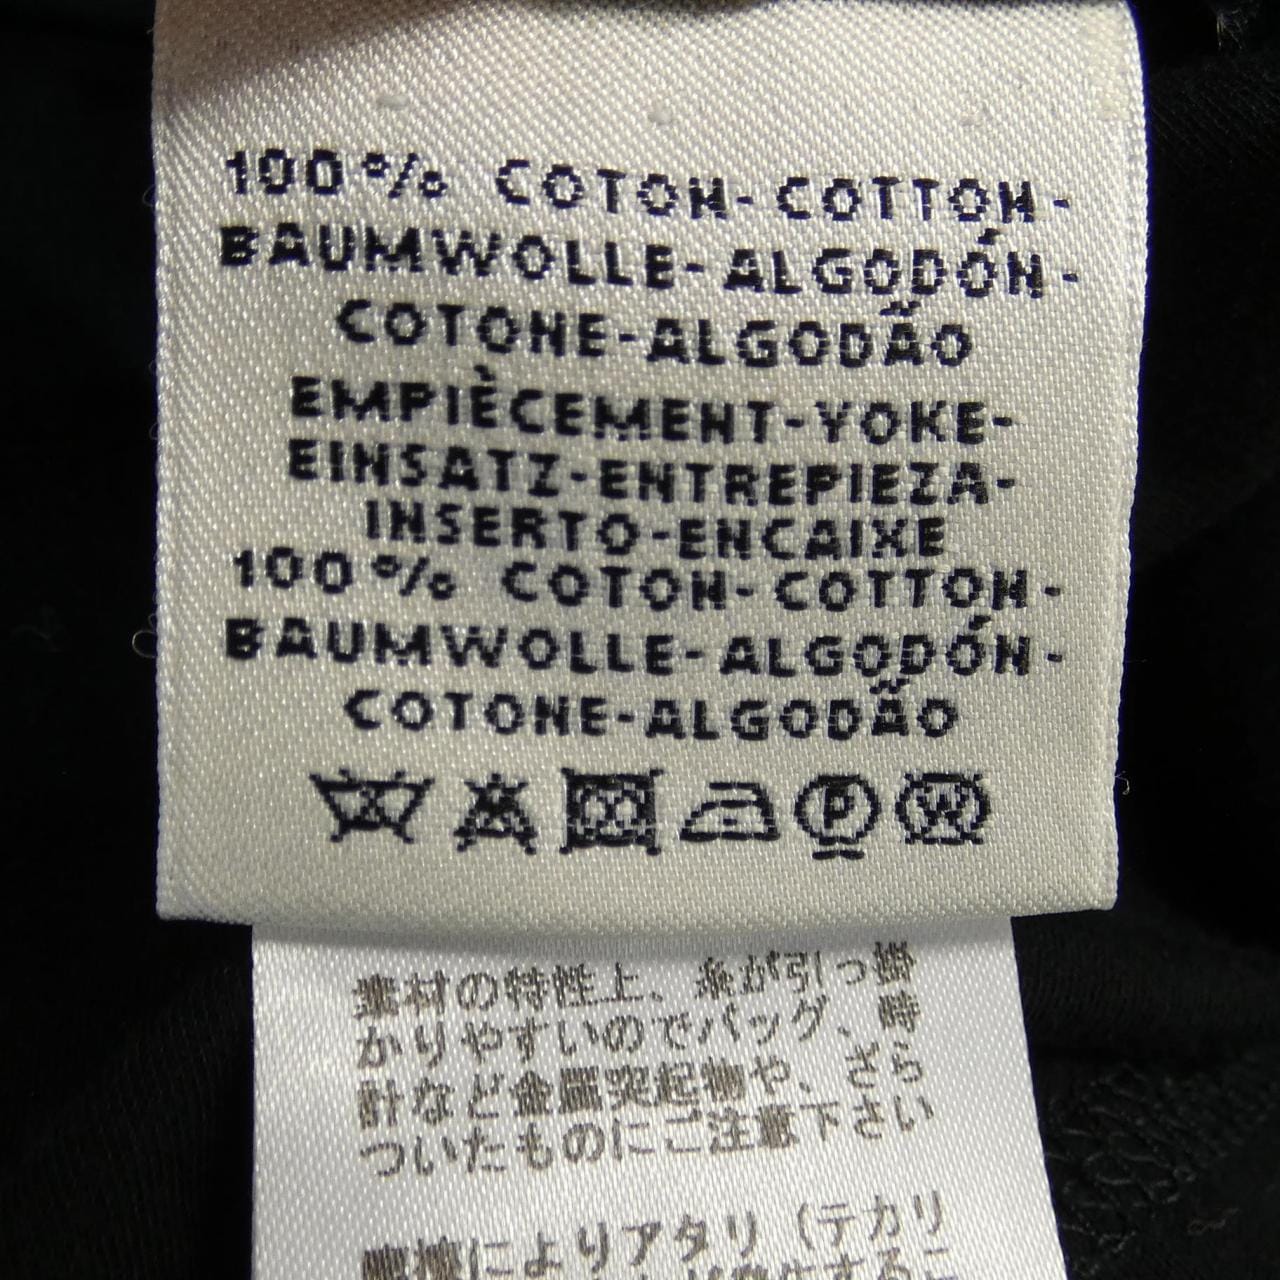 100% COTON-COTTON-
BAUMWOLLE-ALGODÓN-
COTONE-ALGODÃO
EMPIÈCEMENT-YOKE-
EINSATZ-ENTREPIEZA-
INSERTO-ENCAIXE
100% COTON-COTTON-
BAUMWOLLE-ALGODÓN-
COTONE-ALGODÃO
P W
素材の特性上、糸が引っ掛
かりやすいのでバッグ、時
計など金属突起物や、ざら
ついたものにご注意下さい
摩擦によりアタリ（テカリ